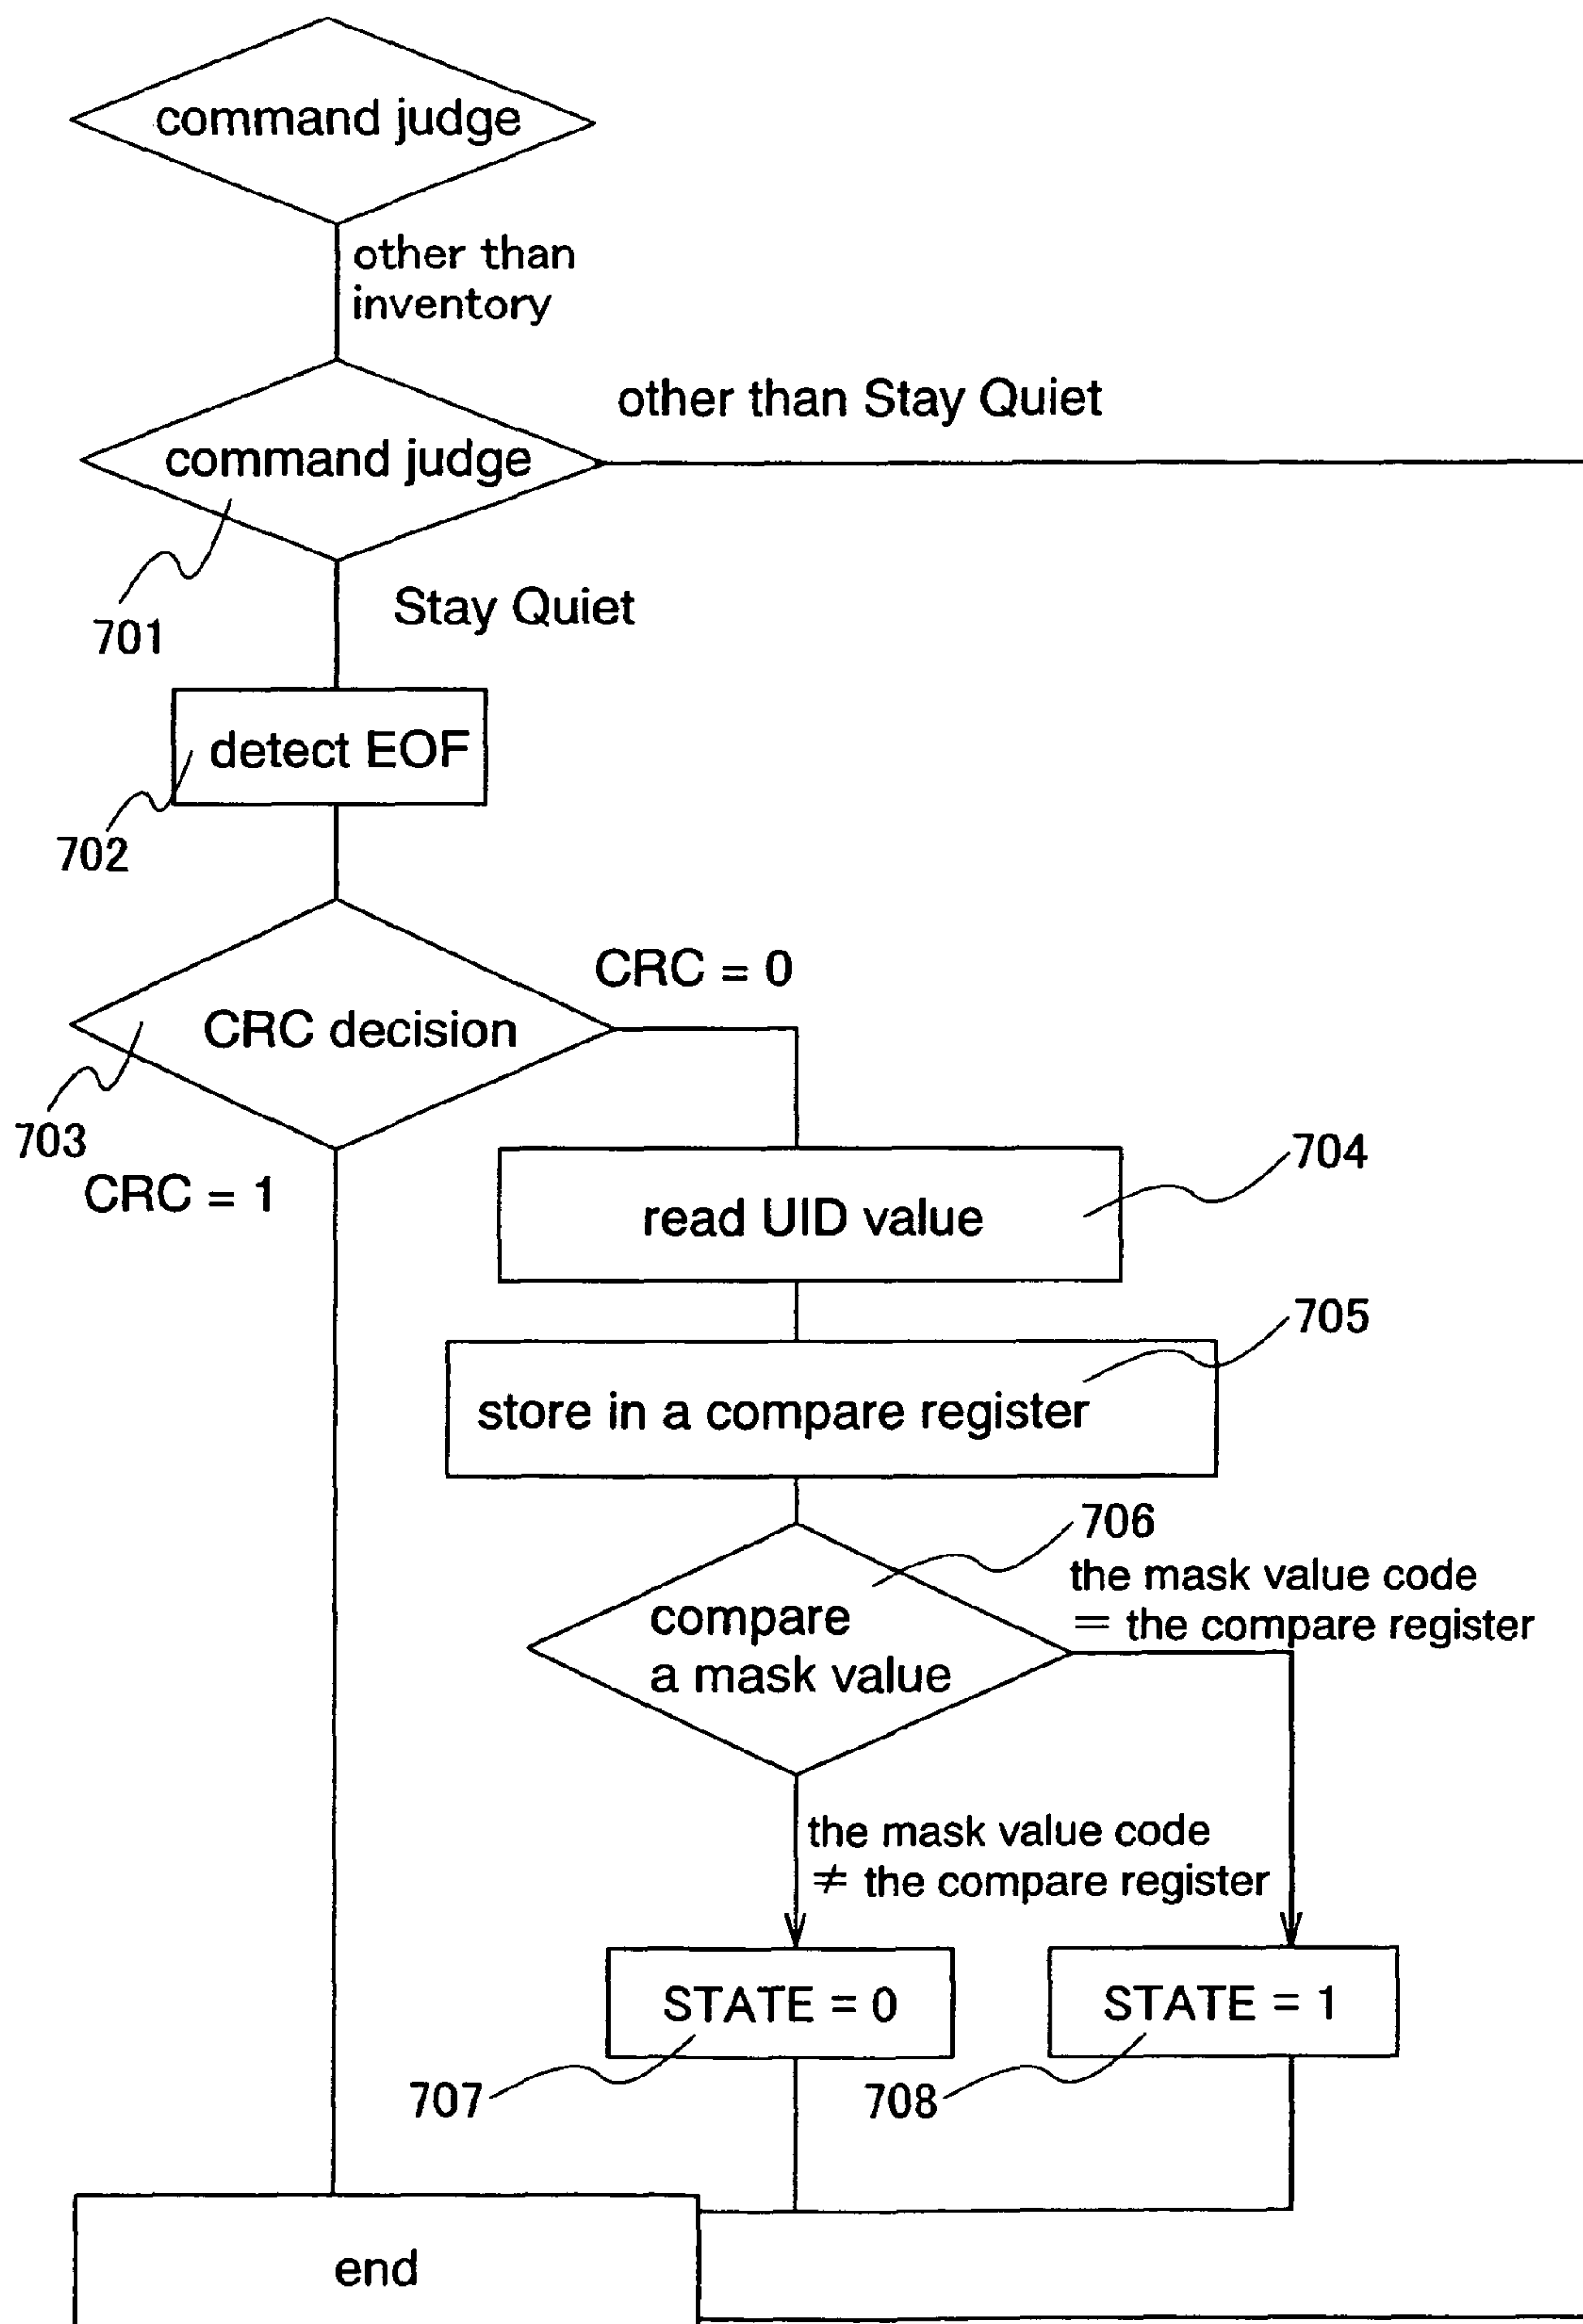 command judge
other than
inventory
other than Stay Quiet
command judge
701
Stay Quiet
detect EOF
702
CRC = 0
CRC decision
703
CRC = 1
704
read UID value
705
store in a compare register
706
the mask value code
= the compare register
compare
a mask value
the mask value code
≠ the compare register
STATE = 0
STATE = 1
707
708
end